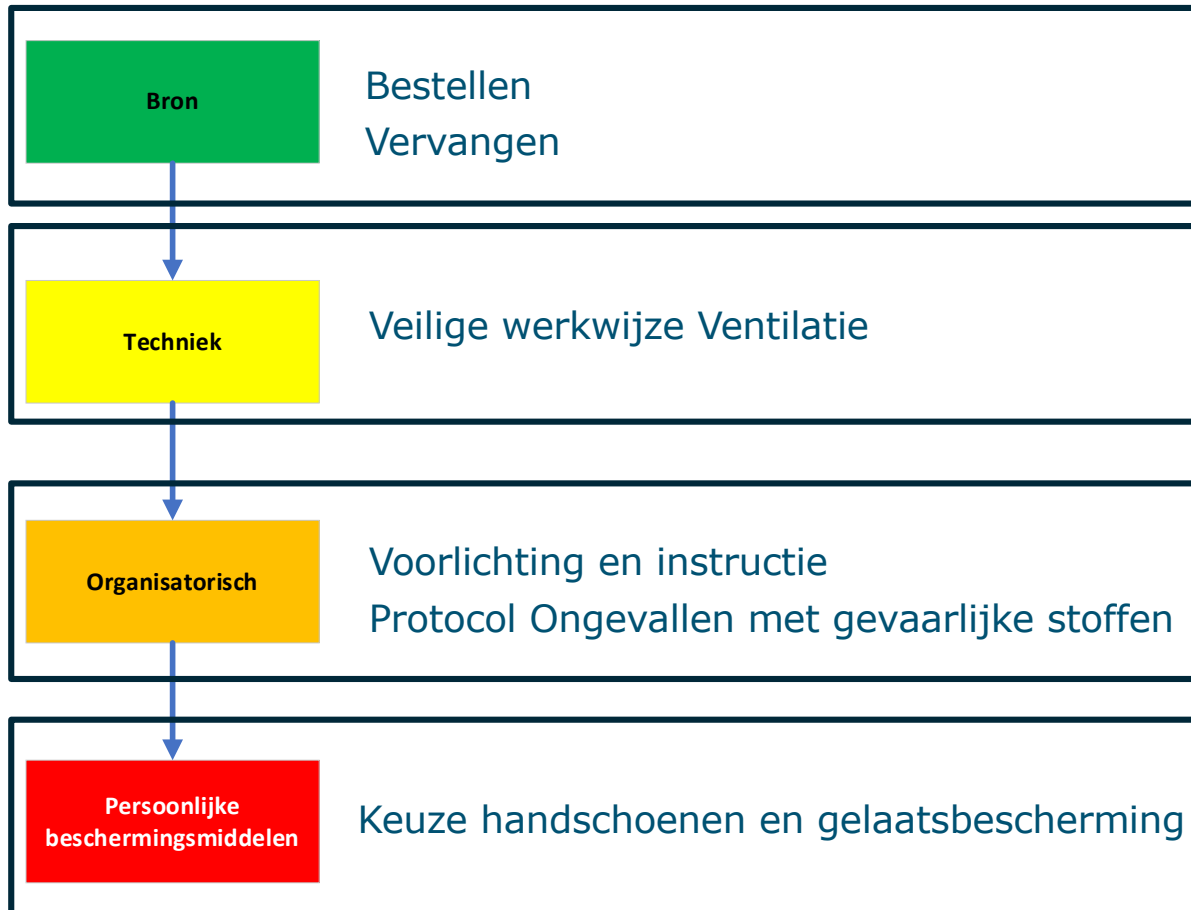 Bron
Bestellen
Vervangen
Techniek
Veilige werkwijze Ventilatie
Organisatorisch
Voorlichting en instructie
Protocol Ongevallen met gevaarlijke stoffen
Persoonlijke
beschermingsmiddelen
Keuze handschoenen en gelaatsbescherming